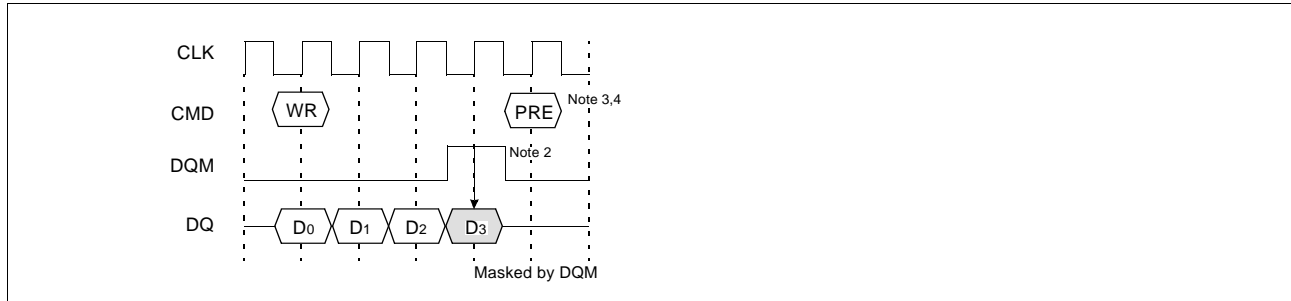 CLK
CMD WR PRE Note 3,4
DQM Note 2
DQ D0 D1 D2 D3
Masked by DQM